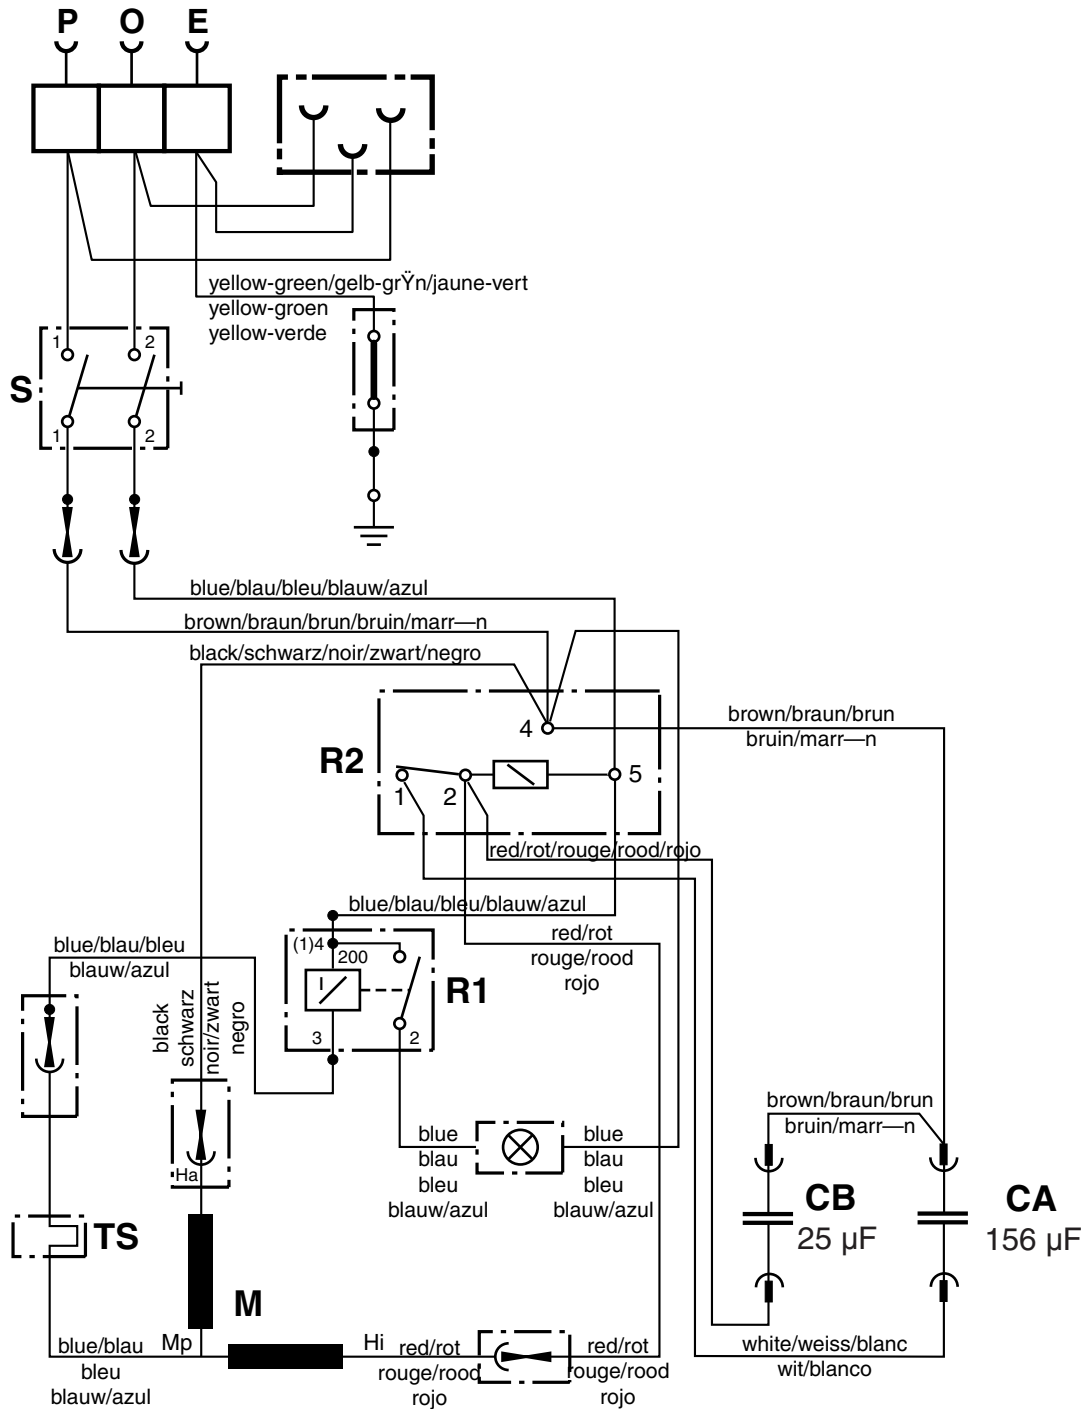 P O E
yellow-green/gelb-grŸn/jaune-vert
yellow-groen
yellow-verde
1 2
S
1 2
blue/blau/bleu/blauw/azul
brown/braun/brun/bruin/marr—n
black/schwarz/noir/zwart/negro
brown/braun/brun
bruin/marr—n
4
R2
5
1 2
red/rot/rouge/rood/rojo
blue/blau/bleu/blauw/azul
red/rot
rouge/rood
rojo
blue/blau/bleu
blauw/azul
(1)4
200
I
R1
3 2
black
schwarz
noir/zwart
negro
brown/braun/brun
bruin/marr—n
blue
blau
bleu
blauw/azul
blue
blau
bleu
blauw/azul
Ha
CB
25 µF
CA
156 µF
TS
M
blue/blau
bleu
blauw/azul
Mp
Hi
red/rot
rouge/rood
rojo
red/rot
rouge/rood
rojo
white/weiss/blanc
wit/blanco